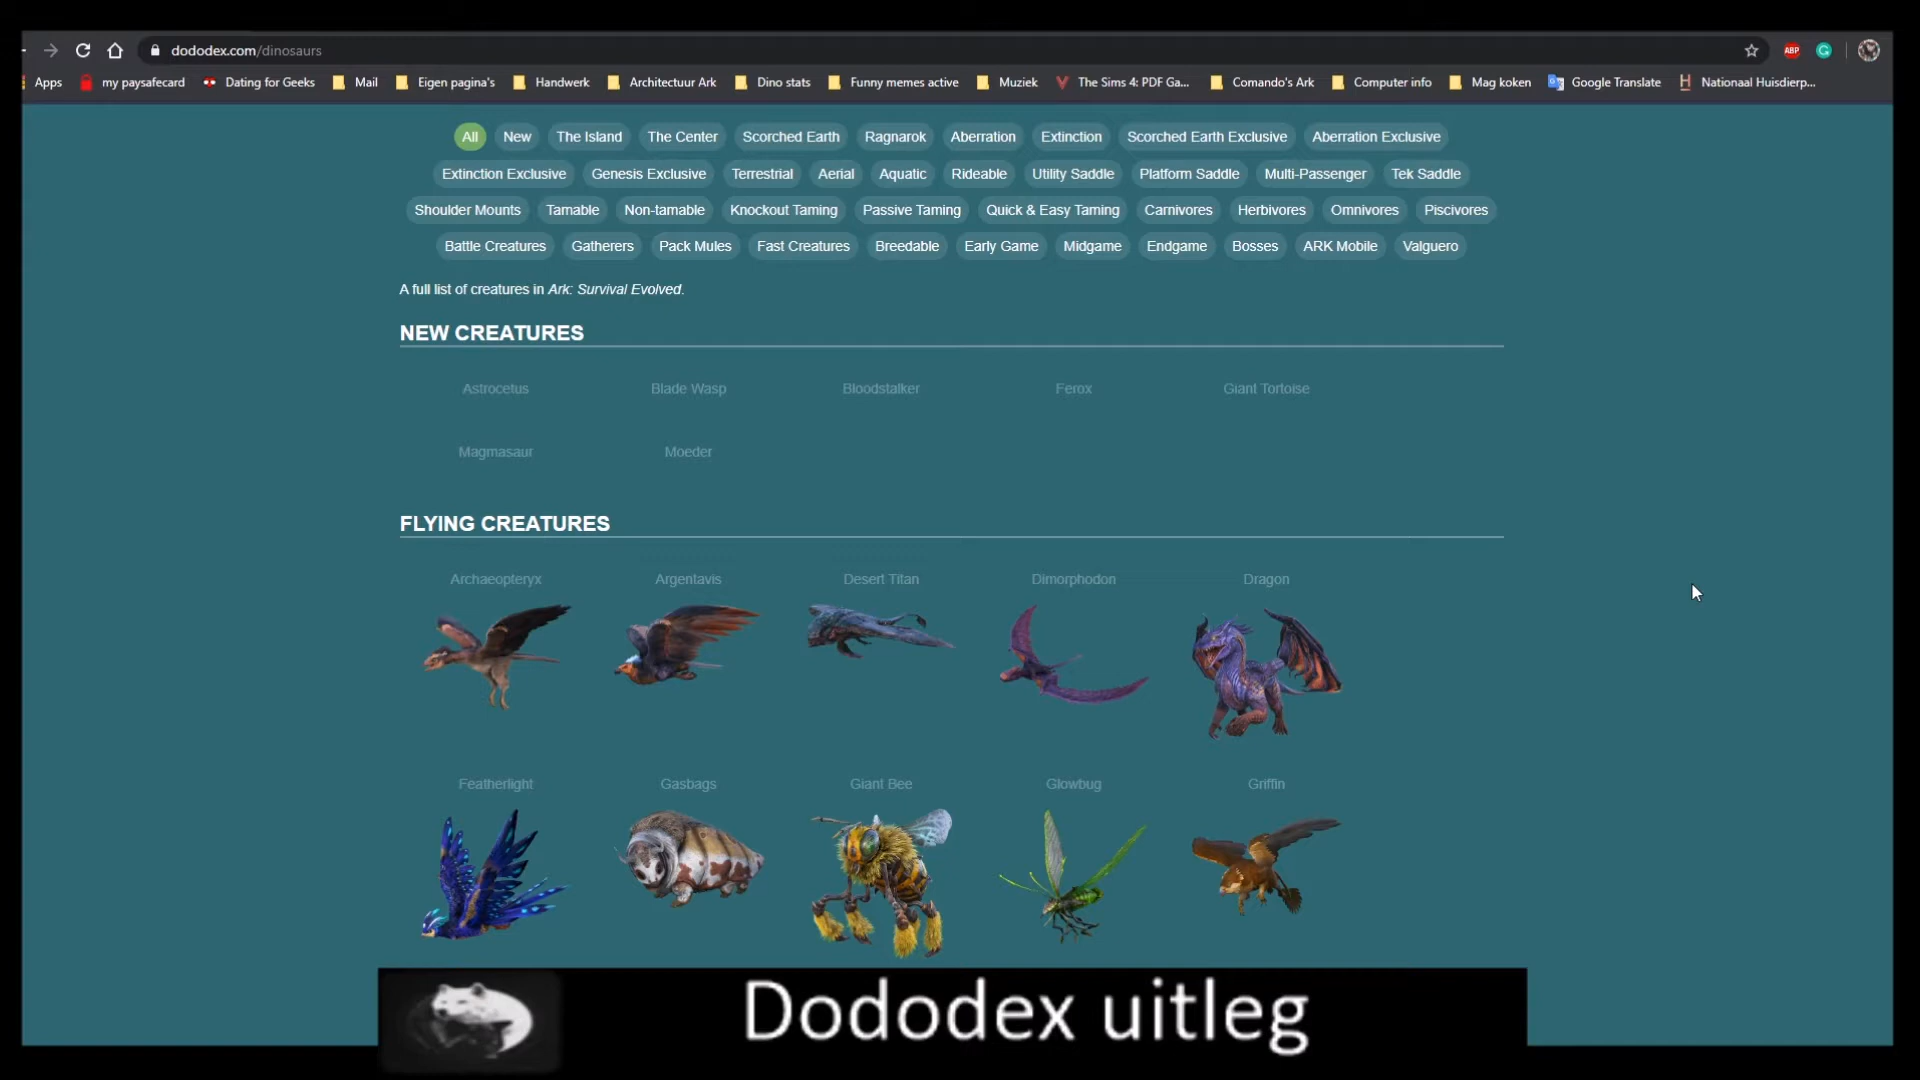 dododex.com/dinosaurs
ABP
Apps my paysafecard Dating for Geeks Mail Eigen pagina's Handwerk Architectuur Ark Dino stats Funny memes active Muziek The Sims 4: PDF Ga... Comando's Ark Computer info Mag koken Google Translate Nationaal Huisdierp...
All New The Island The Center Scorched Earth Ragnarok Aberration Extinction Scorched Earth Exclusive Aberration Exclusive
Extinction Exclusive Genesis Exclusive Terrestrial Aerial Aquatic Rideable Utility Saddle Platform Saddle Multi-Passenger Tek Saddle
Shoulder Mounts Tamable Non-tamable Knockout Taming Passive Taming Quick & Easy Taming Carnivores Herbivores Omnivores Piscivores
Battle Creatures Gatherers Pack Mules Fast Creatures Breedable Early Game Midgame Endgame Bosses ARK Mobile Valguero
A full list of creatures in Ark: Survival Evolved.
NEW CREATURES
Astrocetus Blade Wasp Bloodstalker Ferox Giant Tortoise
Magmasaur Moeder
FLYING CREATURES
Archaeopteryx Argentavis Desert Titan Dimorphodon Dragon
Featherlight Gasbags Giant Bee Glowbug Griffin
Dododex uitleg